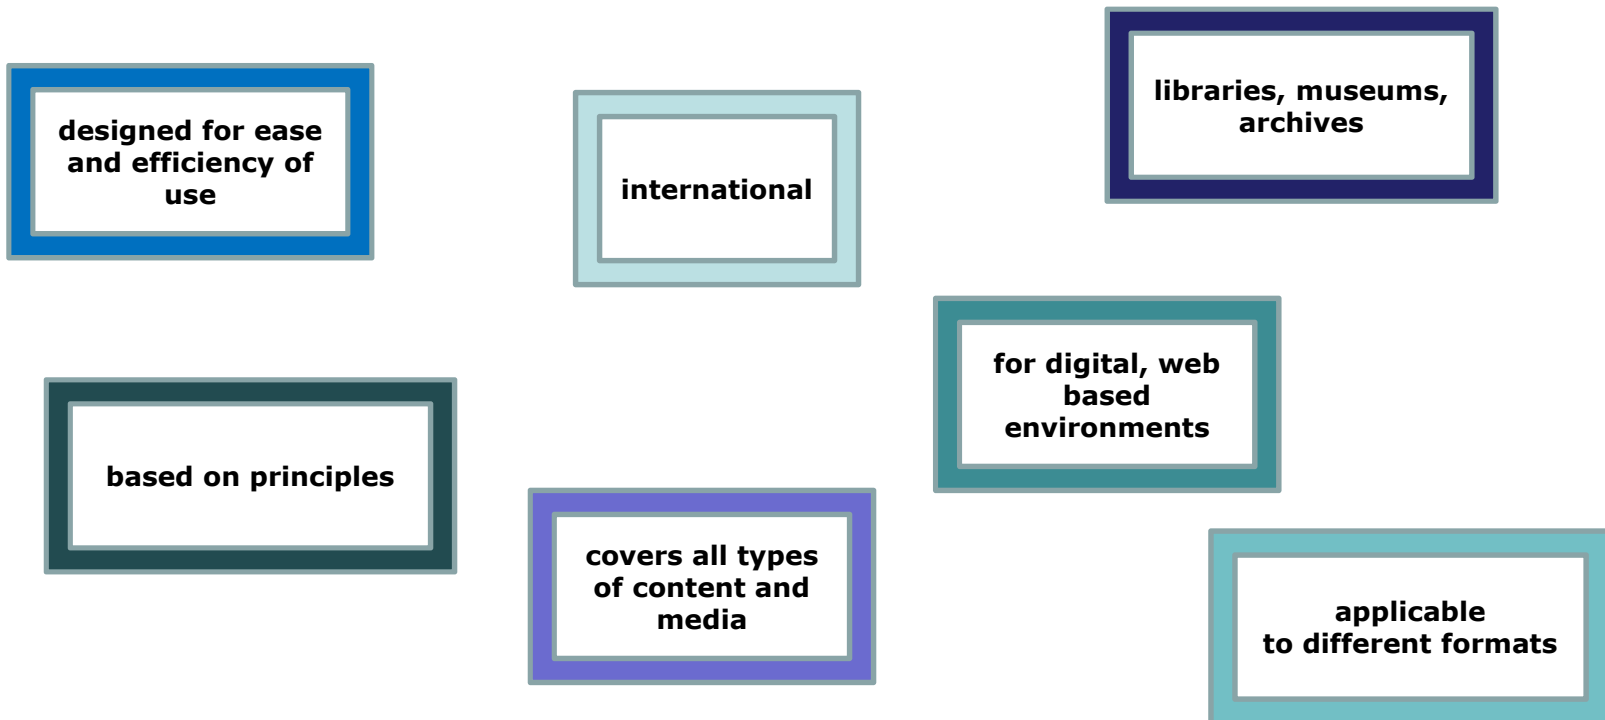 designed for ease
and efficiency of
use
international
libraries, museums,
archives
based on principles
covers all types
of content and
media
for digital, web
based
environments
applicable
to different formats